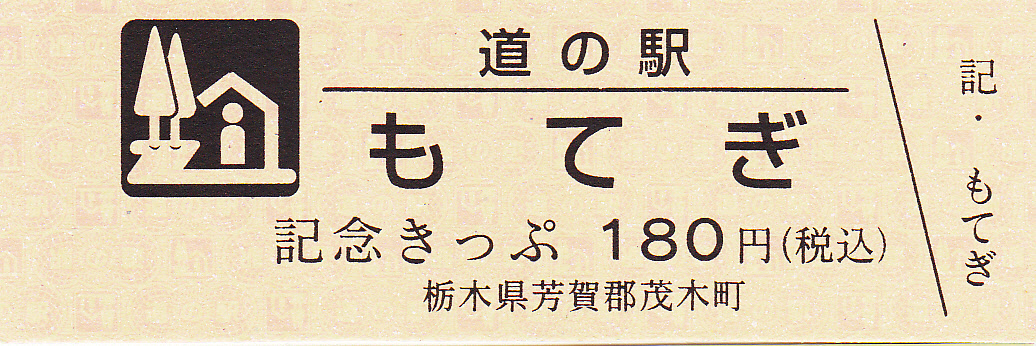 道の駅
もてぎ
記念きっぷ 180円(税込)
栃木県芳賀郡茂木町
記・もてぎ